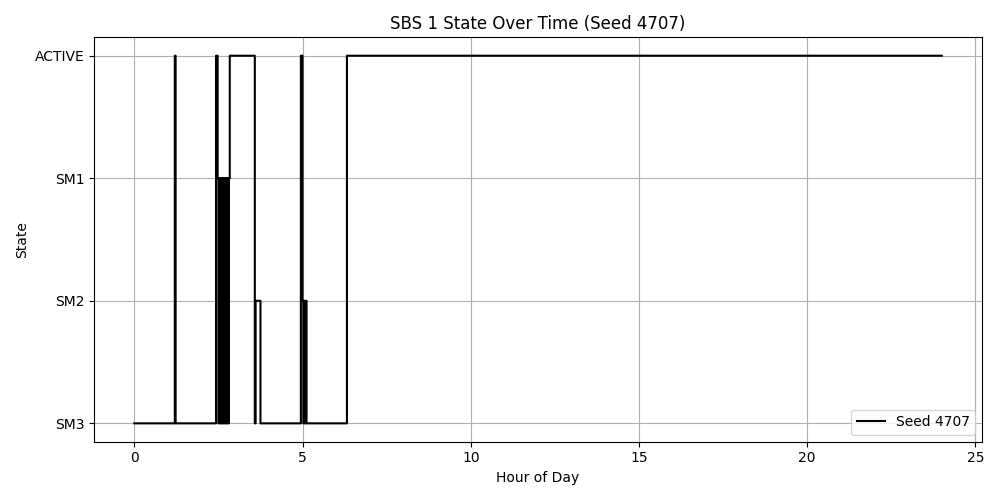 SBS 1 State Over Time (Seed 4707)
ACTIVE
SM1
SM2
SM3
State
0 5 10 15 20 25
Hour of Day
Seed 4707